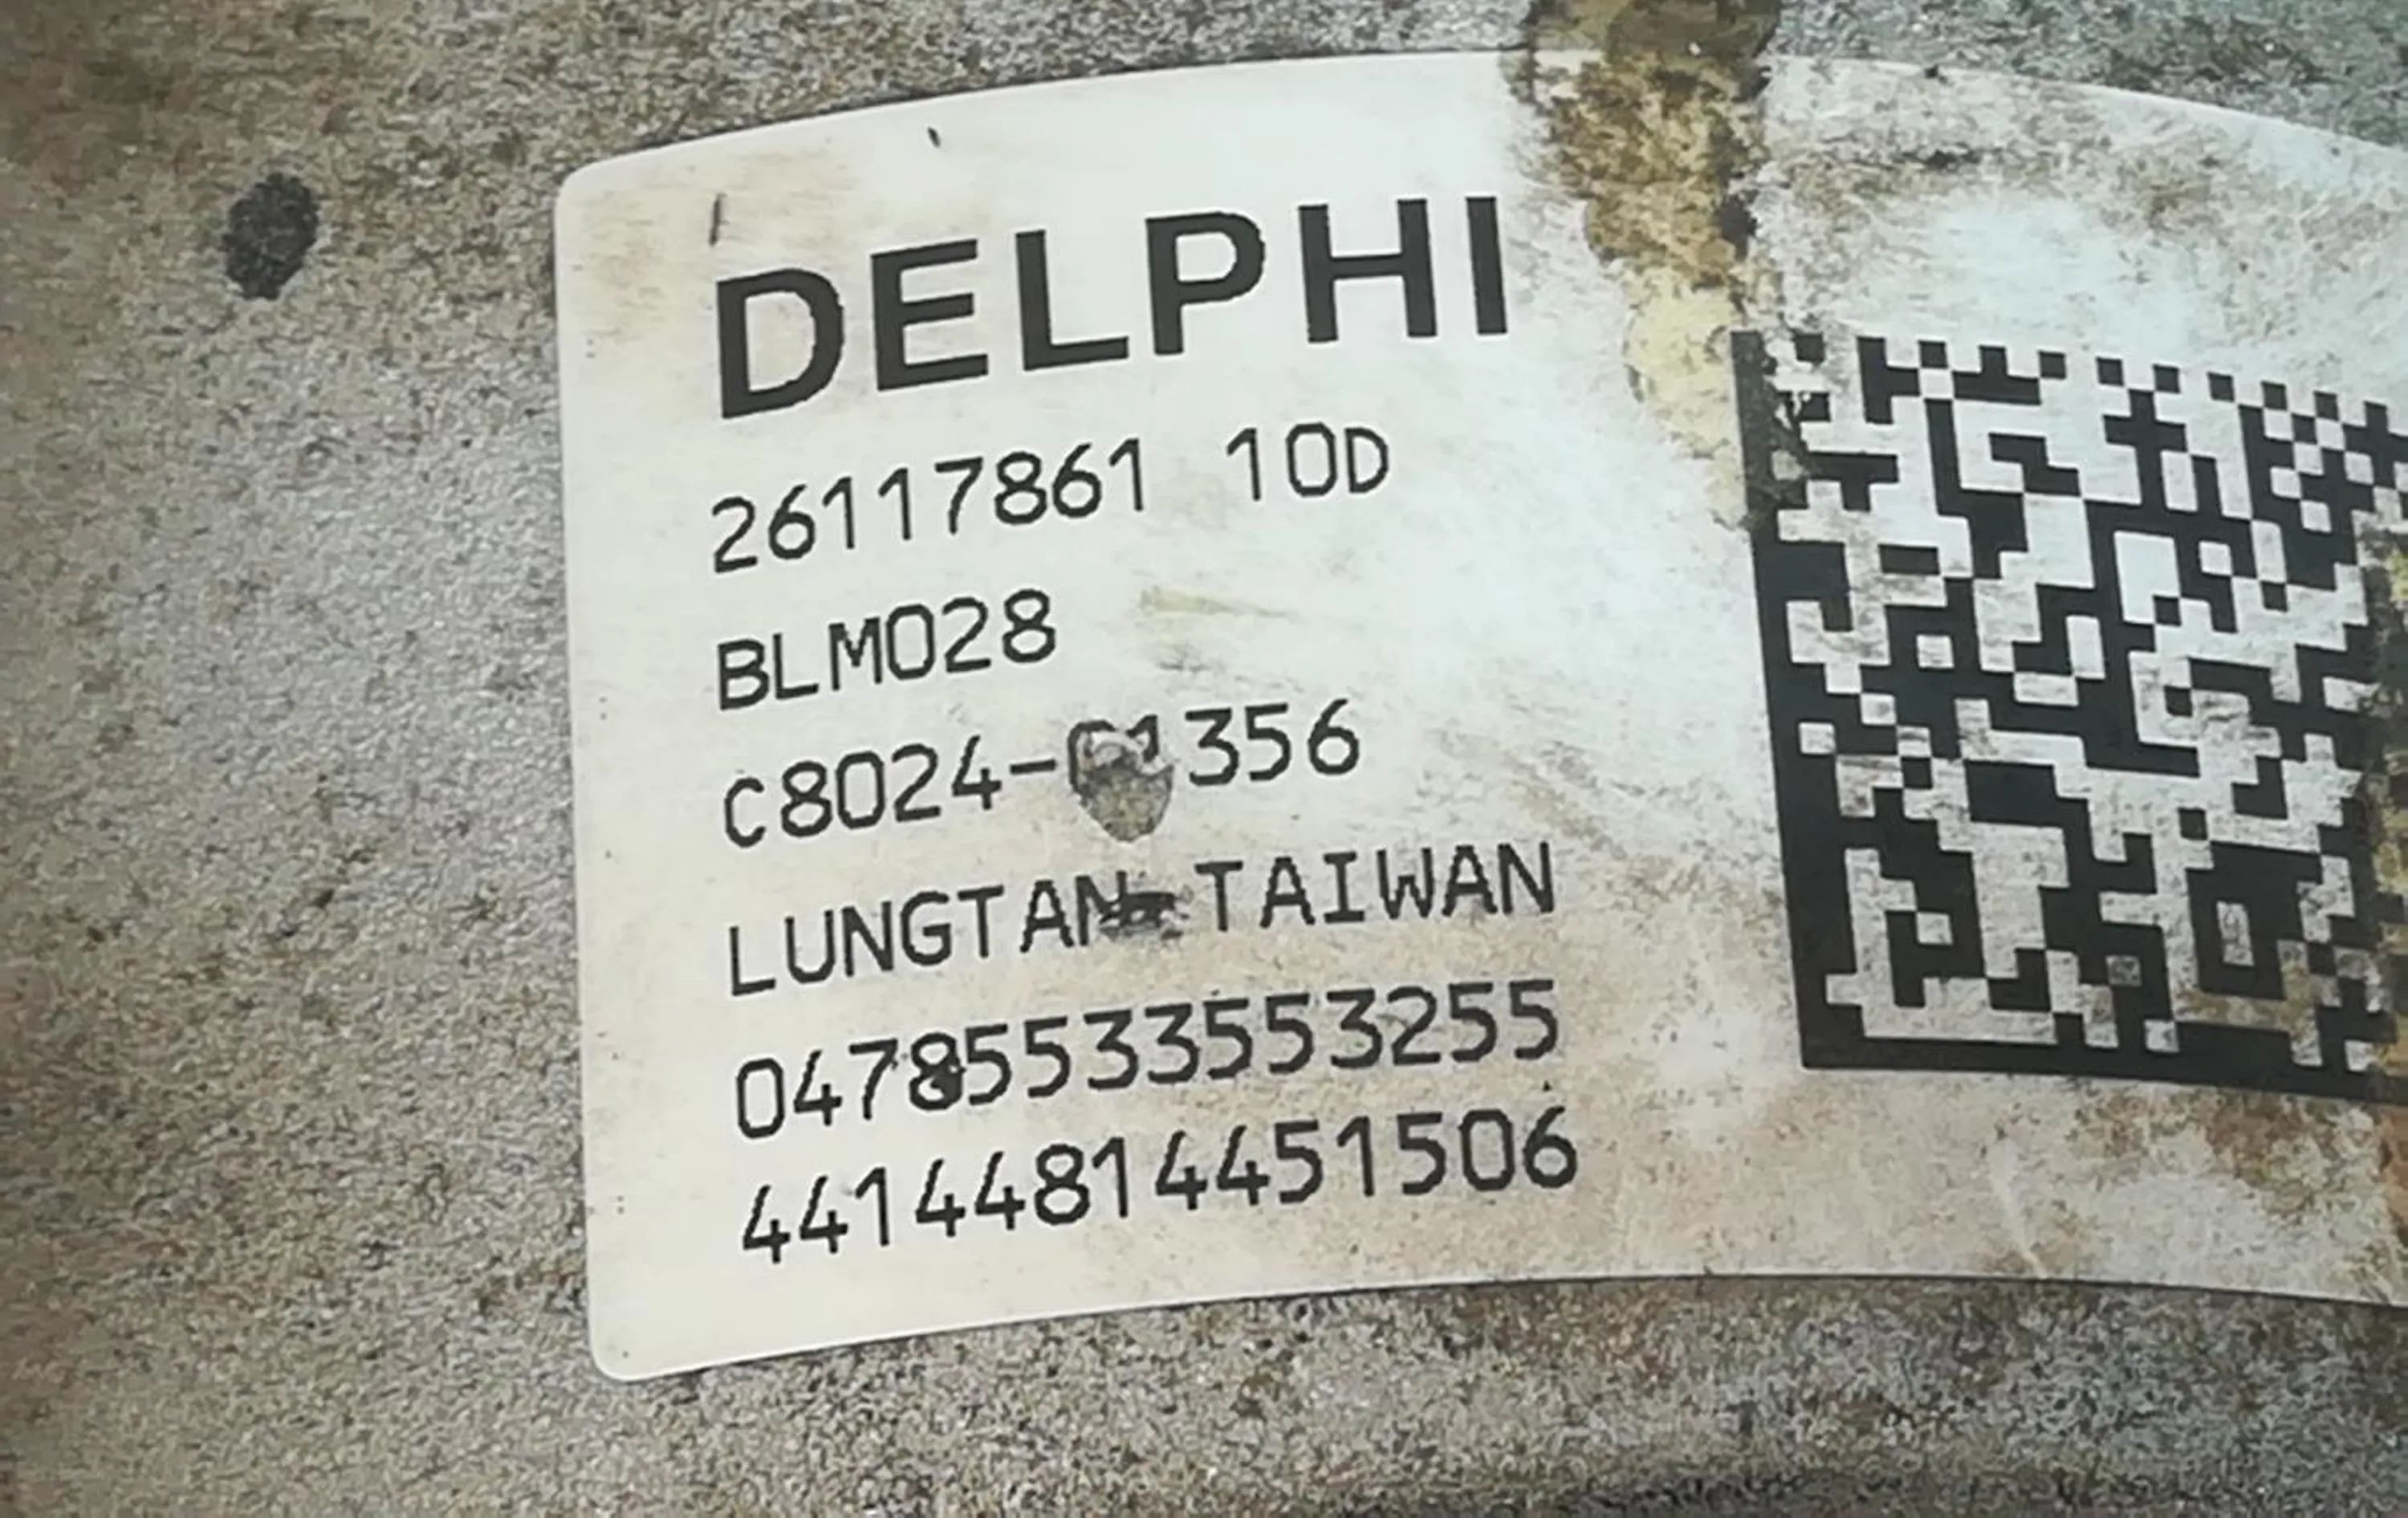 DELPHI
26117861 10D
BLM028
LUNGTAN TAIWAN
04785533553255
44144814451506